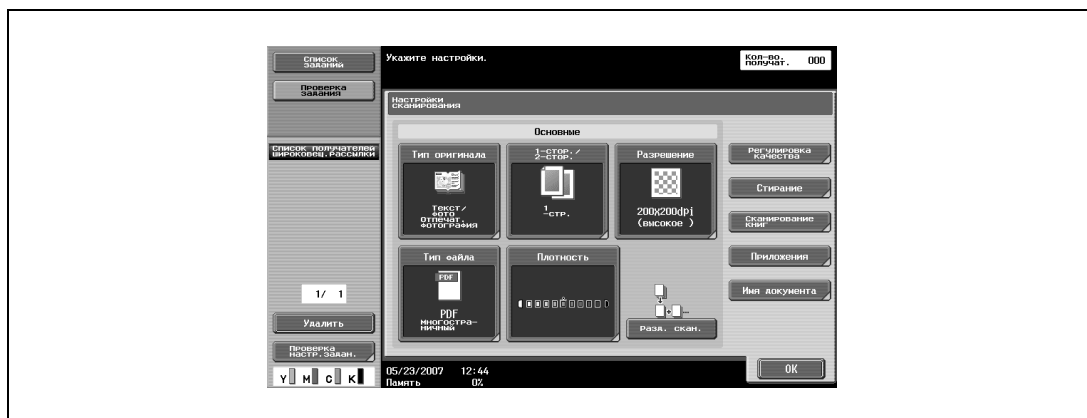 Список
заданий
Проверка
задания
Список получателей
широковещ.рассылки
1/ 1
Удалить
Проверка
настр.задан.
Y M C K
Укажите настройки.
Кол-во.
получат. 000
Настройки
сканирования
Основные
Тип оригинала
Текст/
Фото
Отпечат.
Фотография
1-стор./
2-стор.
1
-стр.
Разрешение
200X200dpi
(высокое )
Тип файла
PDF
PDF
многостра-
ничный
Плотность
Разд. скан.
Регулировка
качества
Стирание
Сканирование
книг
Приложения
Имя документа
05/23/2007 12:44
Память 0%
OK